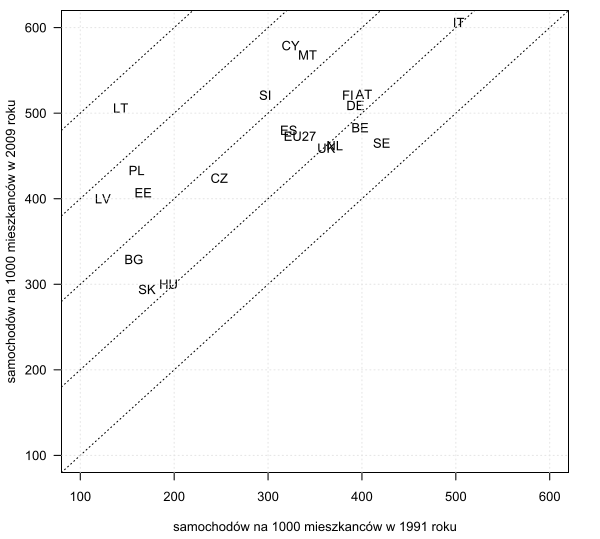 600
500
400
300
200
100
samochodów na 1000 mieszkanców w 2009 roku
IT
CY
MT
SI
FI AT
LT
DE
BE
ES
EU27
SE
UK NL
PL
CZ
EE
LV
BG
SK
HU
100 200 300 400 500 600
samochodów na 1000 mieszkanców w 1991 roku